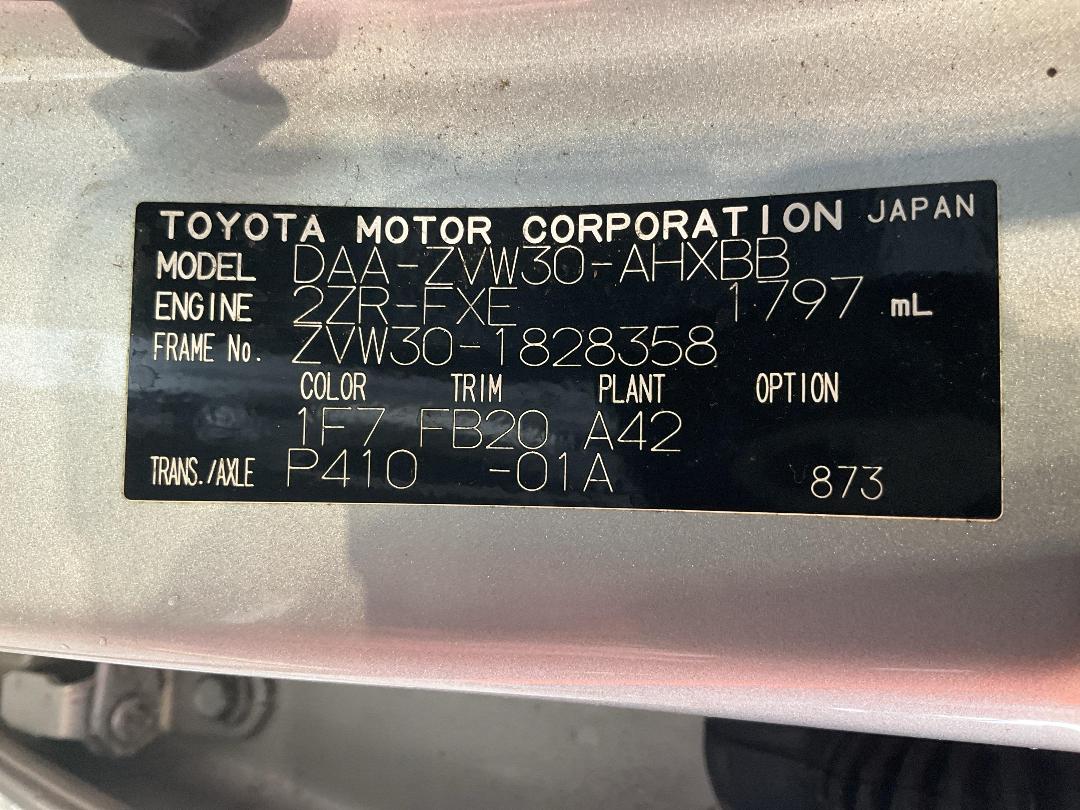 TOYOTA MOTOR CORPORATION JAPAN
MODEL DAA-ZVW30-AHXBB
ENGINE 2ZR-FXE 1797 mL
FRAME No. ZVW30-1828358
COLOR TRIM PLANT OPTION
1F7 FB20 A42
TRANS./AXLE P410 -01A 873